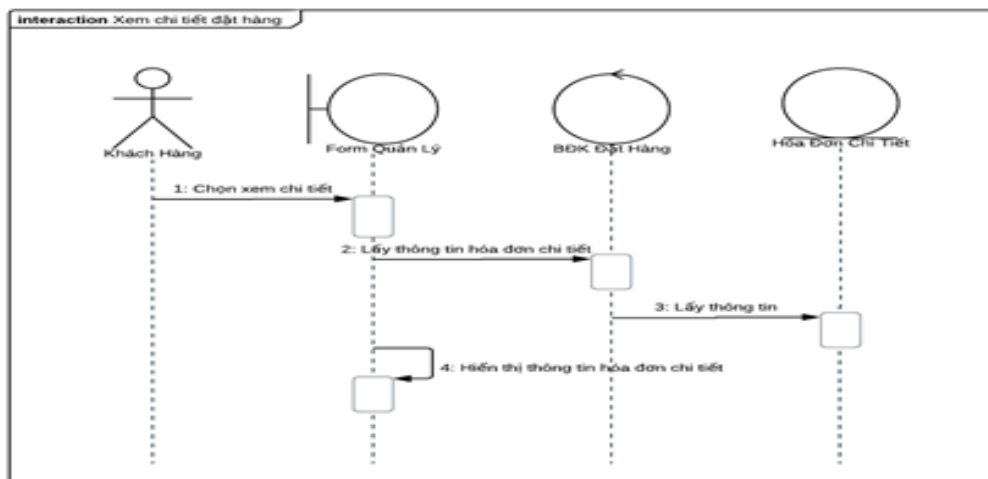 interaction Xem chi tiết đặt hàng
Khách Hàng
Form Quản Lý
BĐK Đặt Hàng
Hóa Đơn Chi Tiết
1: Chọn xem chi tiết
2: Lấy thông tin hóa đơn chi tiết
3: Lấy thông tin
4: Hiển thị thông tin hóa đơn chi tiết